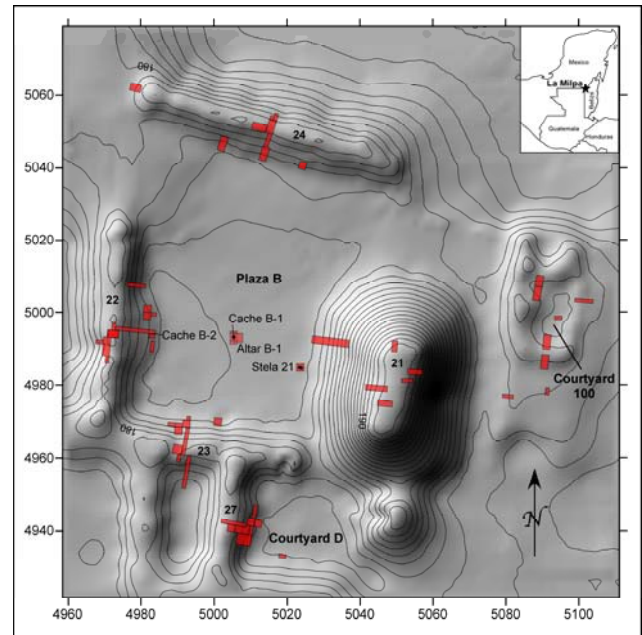 Mexico
La Milpa
Belize
Guatemala
Honduras
5060
5040
5020
5000
4980
4960
4940
180
24
Plaza B
22
Cache B-1
Cache B-2
Altar B-1
Stela 21
21
190
Courtyard
100
180
23
27
Courtyard D
N
4960
4980
5000
5020
5040
5060
5080
5100